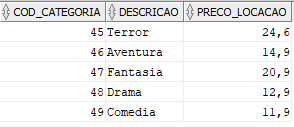 COD_CATEGORIA DESCRICAO PRECO_LOCACAO
45 Terror 24,6
46 Aventura 14,9
47 Fantasia 20,9
48 Drama 12,9
49 Comedia 11,9